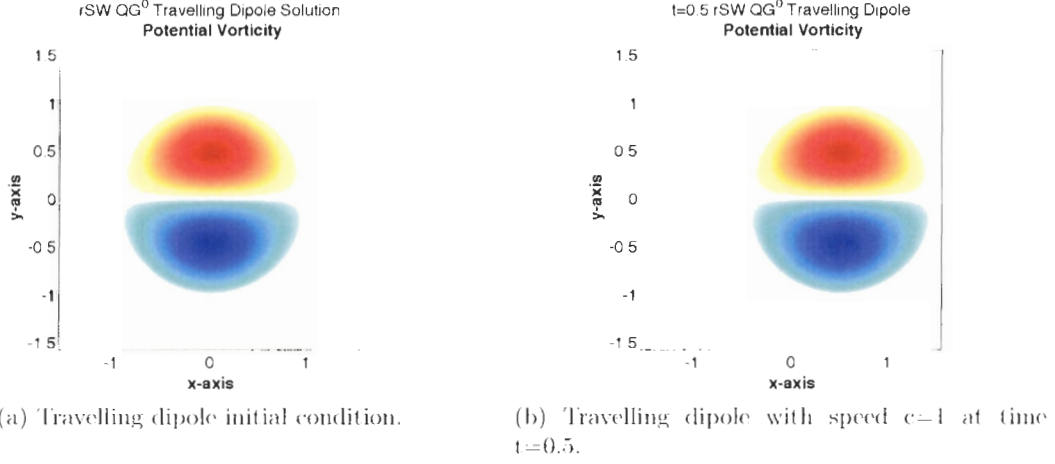 rSW QG⁰ Travelling Dipole Solution
Potential Vorticity
1.5
1
0.5
0
-0.5
-1
-1.5
y-axis
-1 0 1
x-axis
(a) Travelling dipole initial condition.
t=0.5 rSW QG⁰ Travelling Dipole
Potential Vorticity
1.5
1
0.5
0
-0.5
-1
-1.5
y-axis
-1 0 1
x-axis
(b) Travelling dipole with speed c=1 at time
t=0.5.